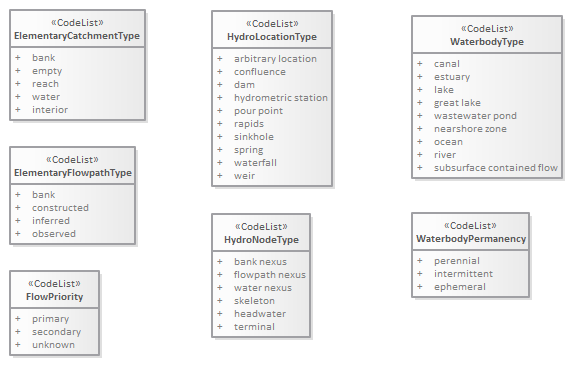 «CodeList»
ElementaryCatchmentType
+ bank
+ empty
+ reach
+ water
+ interior
«CodeList»
ElementaryFlowpathType
+ bank
+ constructed
+ inferred
+ observed
«CodeList»
FlowPriority
+ primary
+ secondary
+ unknown
«CodeList»
HydroLocationType
+ arbitrary location
+ confluence
+ dam
+ hydrometric station
+ pour point
+ rapids
+ sinkhole
+ spring
+ waterfall
+ weir
«CodeList»
HydroNodeType
+ bank nexus
+ flowpath nexus
+ water nexus
+ skeleton
+ headwater
+ terminal
«CodeList»
WaterbodyType
+ canal
+ estuary
+ lake
+ great lake
+ wastewater pond
+ nearshore zone
+ ocean
+ river
+ subsurface contained flow
«CodeList»
WaterbodyPermanency
+ perennial
+ intermittent
+ ephemeral